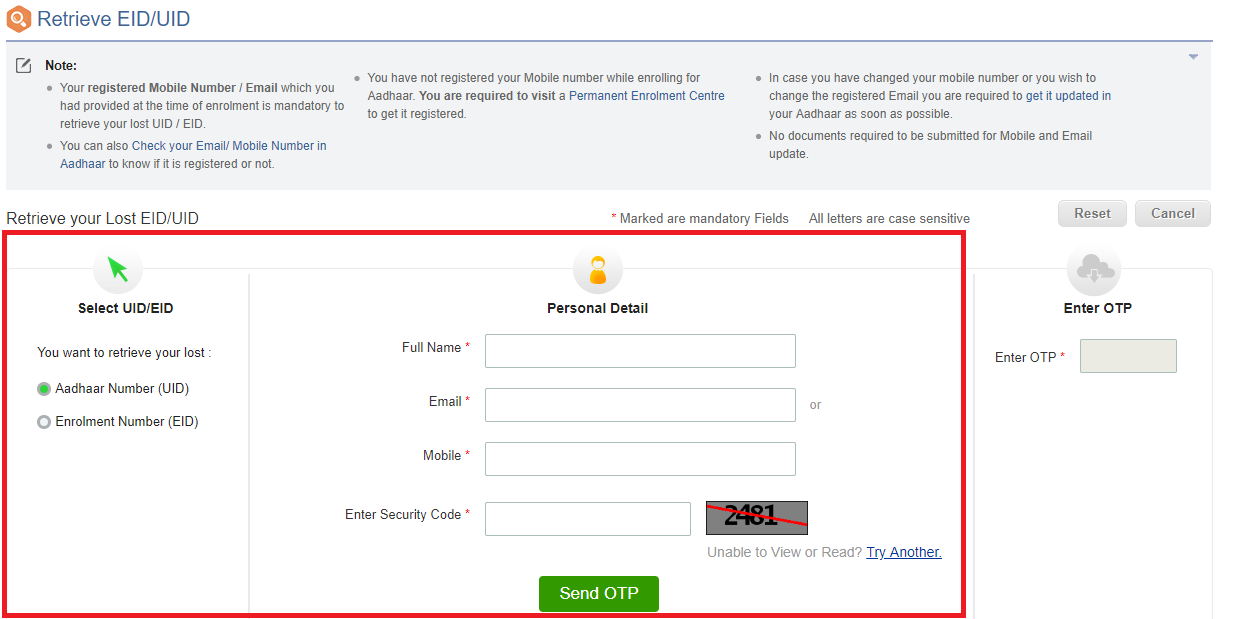 Retrieve EID/UID
Note:
Your registered Mobile Number / Email which you
had provided at the time of enrolment is mandatory to
retrieve your lost UID / EID.
You can also Check your Email/ Mobile Number in
Aadhaar to know if it is registered or not.
You have not registered your Mobile number while enrolling for
Aadhaar. You are required to visit a Permanent Enrolment Centre
to get it registered.
In case you have changed your mobile number or you wish to
change the registered Email you are required to get it updated in
your Aadhaar as soon as possible.
No documents required to be submitted for Mobile and Email
update.
Retrieve your Lost EID/UID
* Marked are mandatory Fields
All letters are case sensitive
Reset
Cancel
Select UID/EID
You want to retrieve your lost :
Aadhaar Number (UID)
Enrolment Number (EID)
Personal Detail
Full Name *
Email *
or
Mobile *
Enter Security Code *
2481
Unable to View or Read? Try Another.
Send OTP
Enter OTP
Enter OTP *